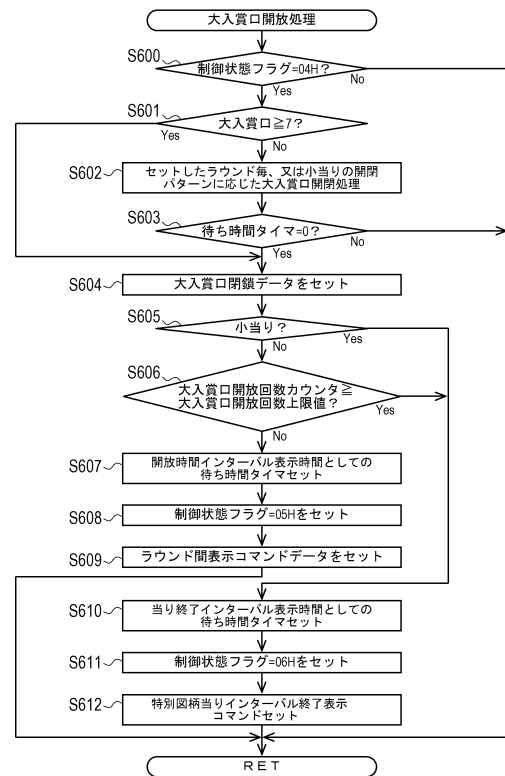 大入賞口開放処理
S600
制御状態フラグ=04H?
No
Yes
S601
大入賞口≧7?
Yes
No
S602
セットしたラウンド毎、又は小当りの開閉
パターンに応じた大入賞口開閉処理
S603
待ち時間タイマ=0?
No
Yes
S604
大入賞口閉鎖データをセット
S605
小当り?
Yes
No
S606
大入賞口開放回数カウンタ≧
大入賞口開放回数上限値?
Yes
No
S607
開放時間インターバル表示時間としての
待ち時間タイマセット
S608
制御状態フラグ=05Hをセット
S609
ラウンド間表示コマンドデータをセット
S610
当り終了インターバル表示時間としての
待ち時間タイマセット
S611
制御状態フラグ=06Hをセット
S612
特別図柄当りインターバル終了表示
コマンドセット
RET